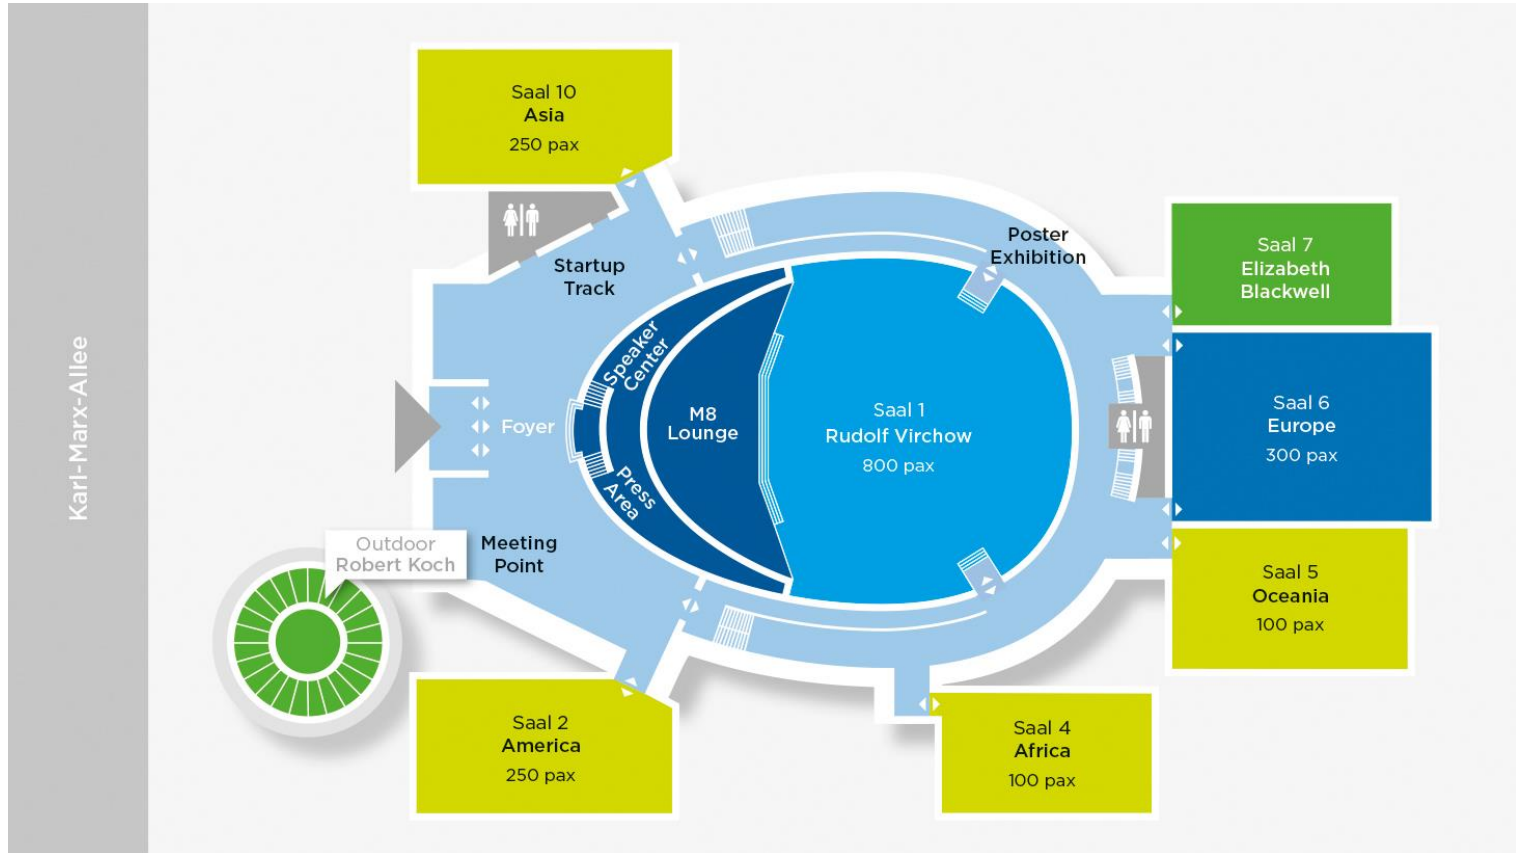 Karl-Marx-Allee
Saal 10
Asia
250 pax
Startup
Track
Poster
Exhibition
Saal 7
Elizabeth
Blackwell
Speaker
Center
Foyer
M8
Lounge
Saal 1
Rudolf Virchow
800 pax
Saal 6
Europe
300 pax
Press
Area
Outdoor
Robert Koch
Meeting
Point
Saal 5
Oceania
100 pax
Saal 2
America
250 pax
Saal 4
Africa
100 pax